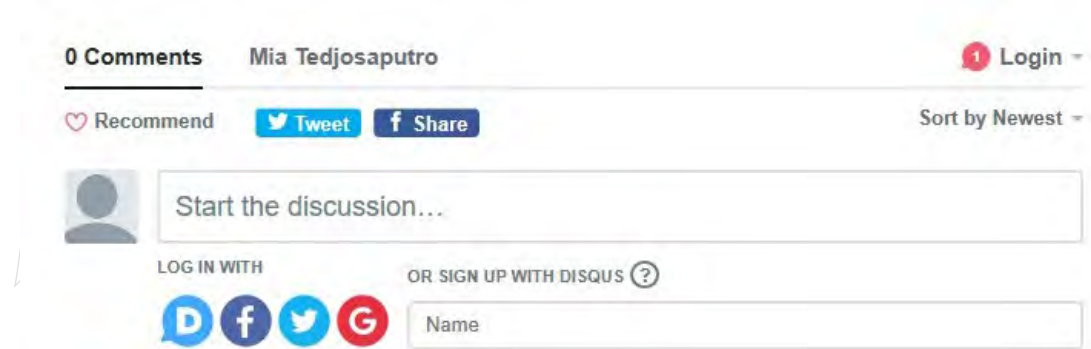 0 Comments Mia Tedjosaputro 1 Login
Recommend Tweet f Share Sort by Newest
Start the discussion…
LOG IN WITH OR SIGN UP WITH DISQUS ?
D f G Name